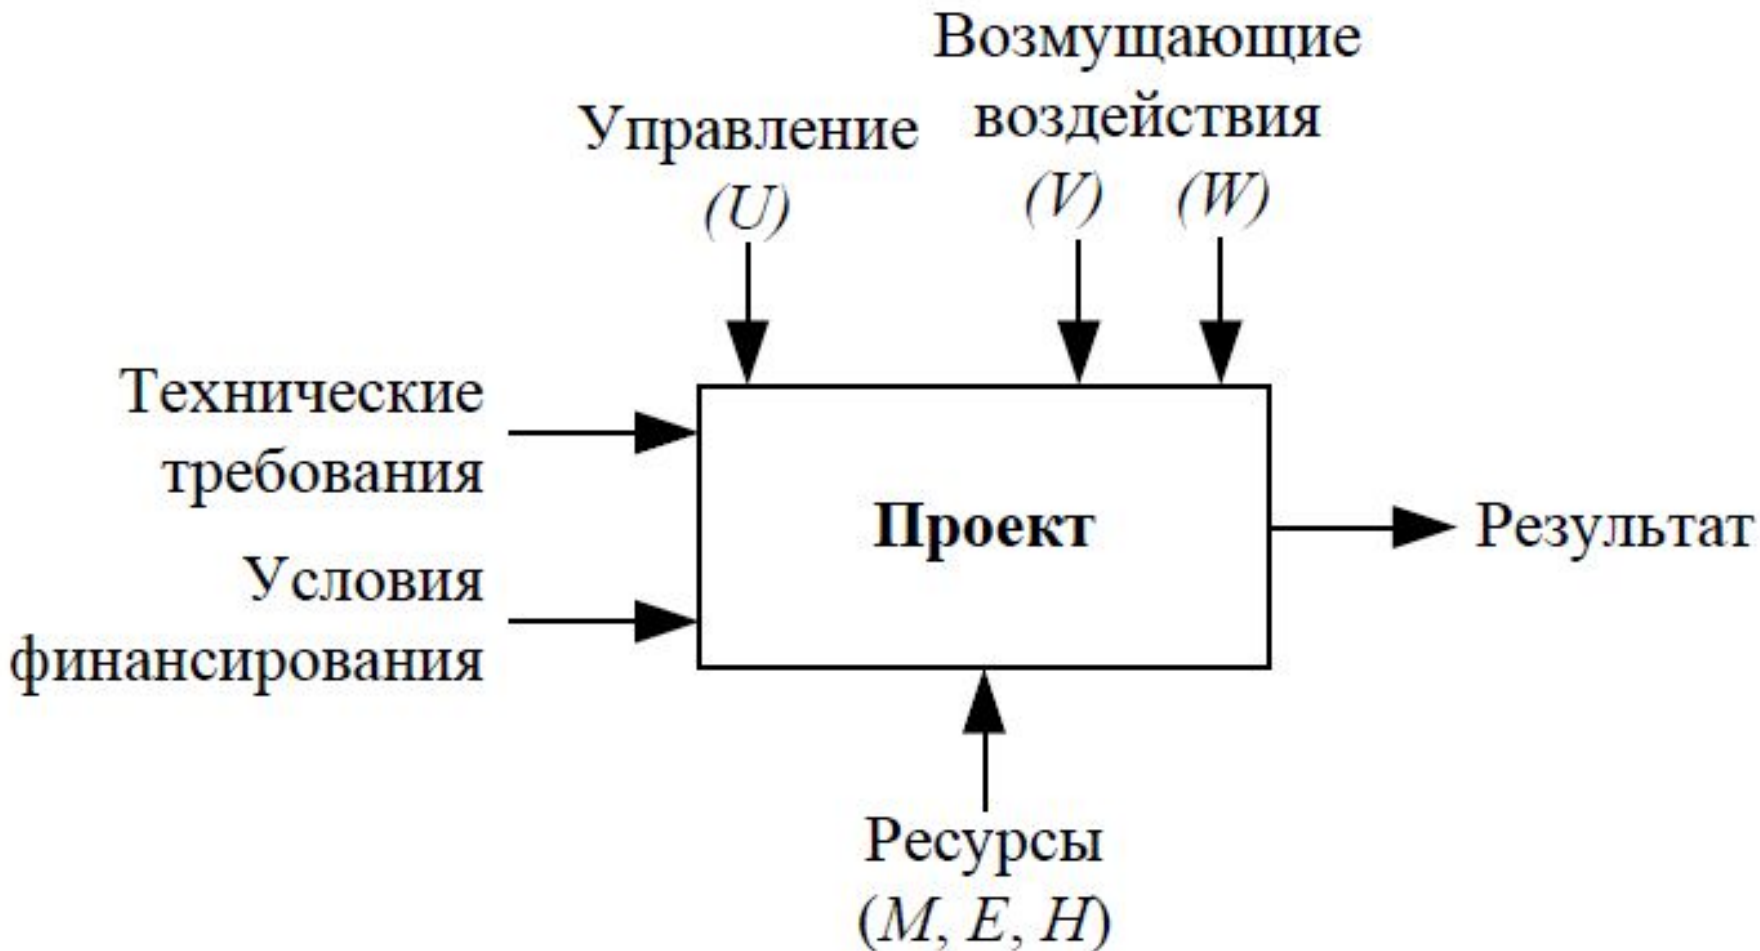 Возмущающие
воздействия
(V) (W)
Управление
(U)
Технические
требования
Условия
финансирования
Проект
Результат
Ресурсы
(M, E, H)